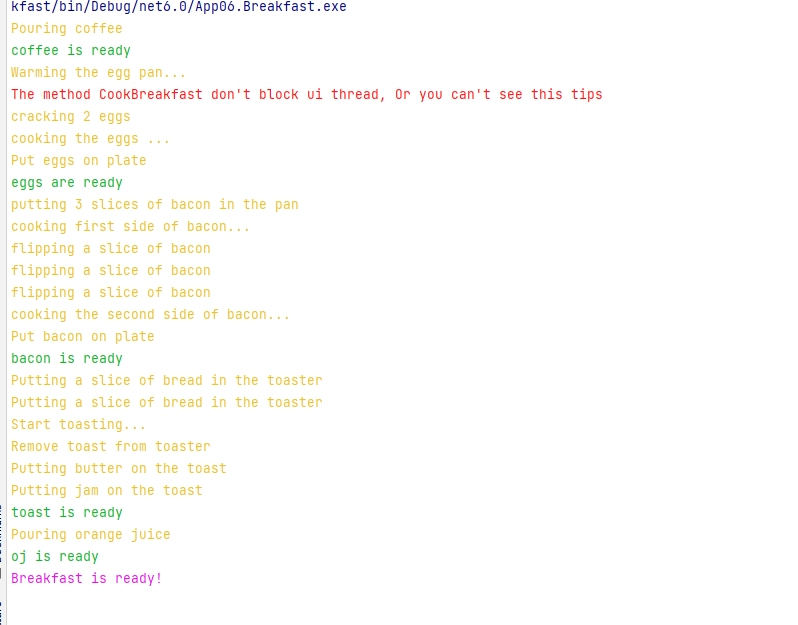 kfast/bin/Debug/net6.0/App06.Breakfast.exe
Pouring coffee
coffee is ready
Warming the egg pan...
The method CookBreakfast don't block ui thread, Or you can't see this tips
cracking 2 eggs
cooking the eggs ...
Put eggs on plate
eggs are ready
putting 3 slices of bacon in the pan
cooking first side of bacon...
flipping a slice of bacon
flipping a slice of bacon
flipping a slice of bacon
cooking the second side of bacon...
Put bacon on plate
bacon is ready
Putting a slice of bread in the toaster
Putting a slice of bread in the toaster
Start toasting...
Remove toast from toaster
Putting butter on the toast
Putting jam on the toast
toast is ready
Pouring orange juice
oj is ready
Breakfast is ready!